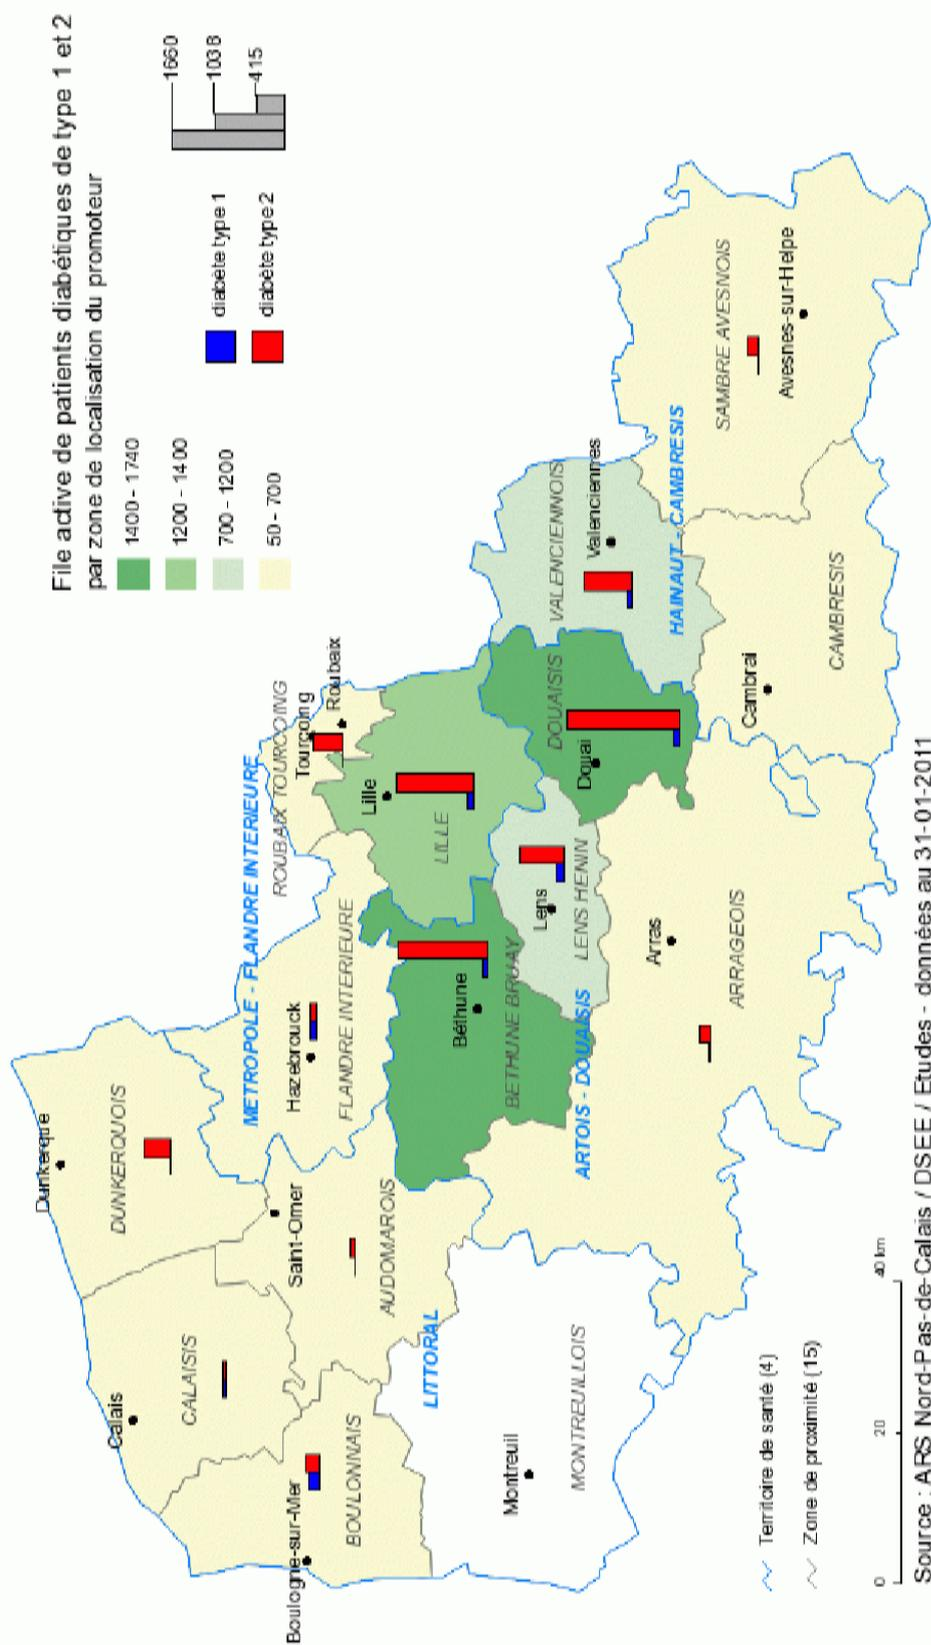 File active de patients diabétiques de type 1 et 2
par zone de localisation du promoteur
1400 - 1740
1200 - 1400
700 - 1200
50 - 700
diabète type 1
diabète type 2
1660
1038
415
Dunkerque
DUNKERQUOIS
Calais
CALAISIS
METROPOLE - FLANDRE INTERIEURE
ROUBAIX TOURCOING
Tourcoing
Roubaix
Hazebrouck
FLANDRE INTERIEURE
Saint-Omer
AUDOMAROIS
Boulogne-sur-Mer
BOULONNAIS
LITTORAL
Lille
LILLE
Béthune
BETHUNE BRUAY
Montreuil
MONTREUILLOIS
Lens
LENS HENIN
ARTOIS - DOUAISIS
DOUAISIS
Douai
VALENCIENNOIS
Valenciennes
HAINAUT - CAMBRESIS
SAMBRE AVESNOIS
Avesnes-sur-Helpe
Arras
ARRAGEOIS
Cambrai
CAMBRESIS
Territoire de santé (4)
Zone de proximité (15)
0
20
40 km
Source : ARS Nord-Pas-de-Calais / DSEE / Etudes - données au 31-01-2011